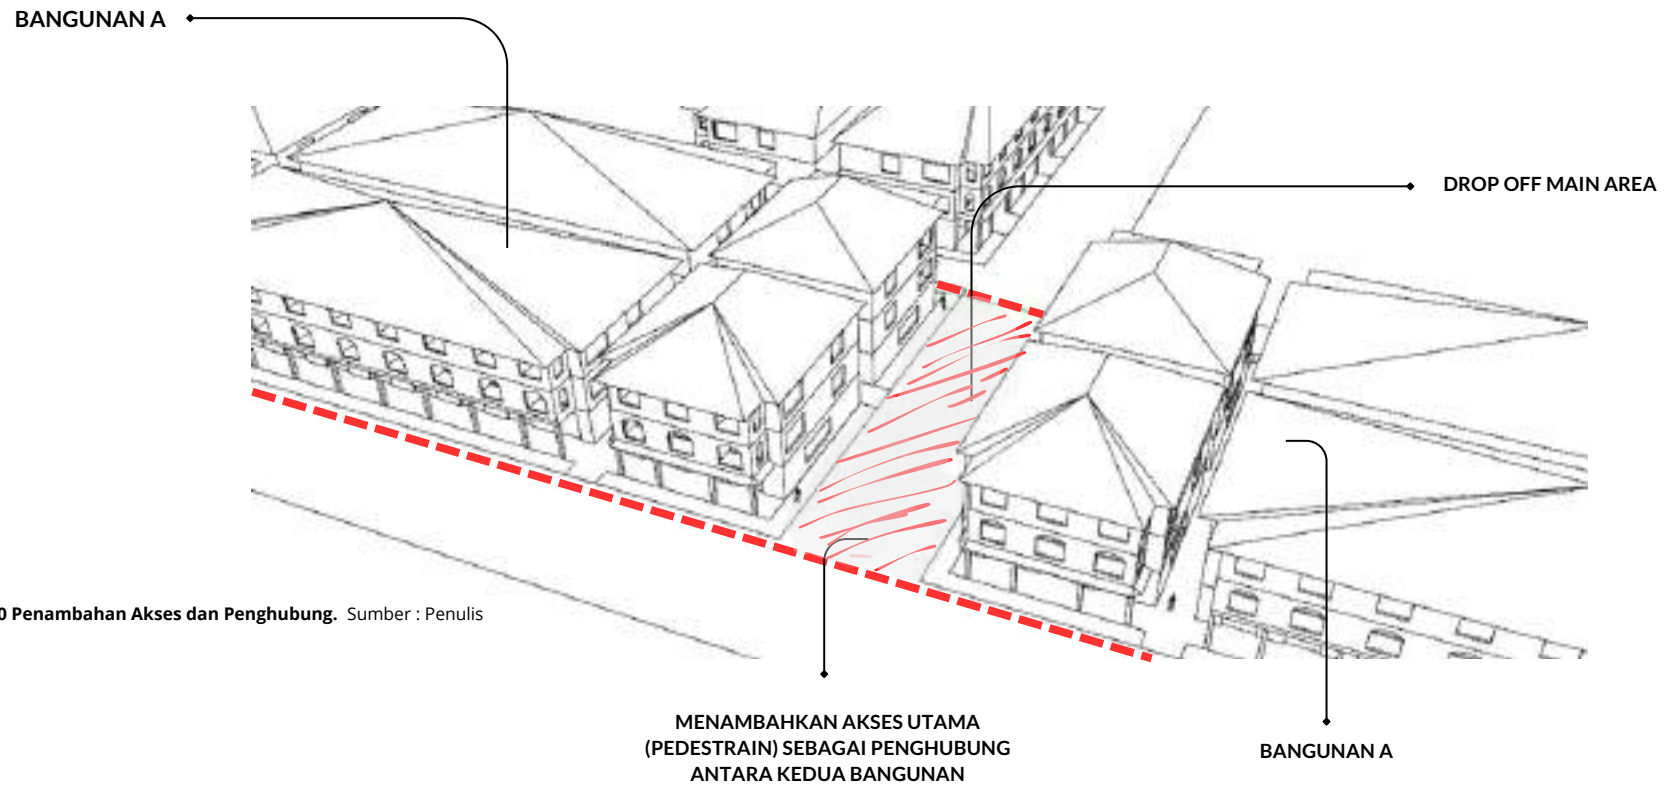 BANGUNAN A
DROP OFF MAIN AREA
0 Penambahan Akses dan Penghubung. Sumber : Penulis
MENAMBAHKAN AKSES UTAMA
(PEDESTRAIN) SEBAGAI PENGHUBUNG
ANTARA KEDUA BANGUNAN
BANGUNAN A